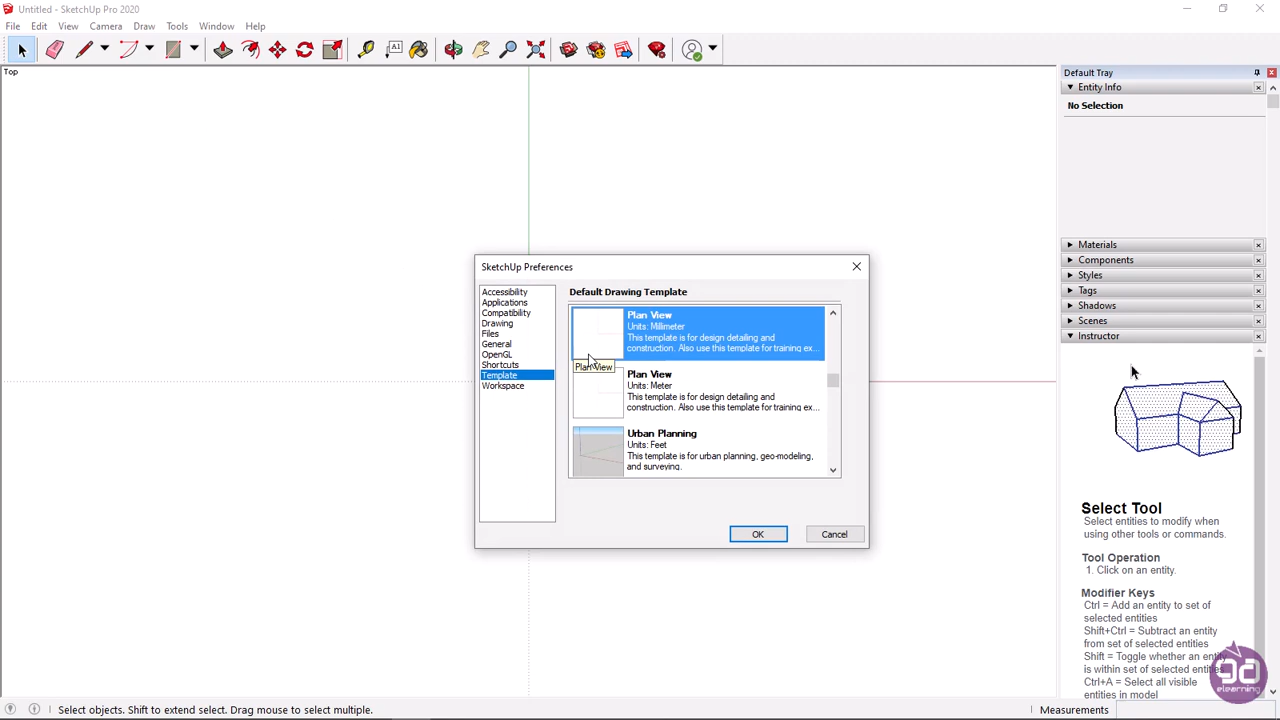 Untitled - SketchUp Pro 2020
File Edit View Camera Draw Tools Window Help
A1
Top
Default Tray
Entity Info
No Selection
Materials
Components
Styles
Tags
Shadows
Scenes
Instructor
Select Tool
Select entities to modify when
using other tools or commands.
Tool Operation
1. Click on an entity.
Modifier Keys
Ctrl = Add an entity to set of
selected entities
Shift+Ctrl = Subtract an entity
from set of selected entities
Shift = Toggle whether an entity
is within set of selected entities
Ctrl+A = Select all visible
entities in model
SketchUp Preferences
Accessibility
Applications
Compatibility
Drawing
Files
General
OpenGL
Shortcuts
Template
Workspace
Default Drawing Template
Plan View
Units: Millimeter
This template is for design detailing and
construction. Also use this template for training ex...
Plan View
Plan View
Units: Meter
This template is for design detailing and
construction. Also use this template for training ex...
Urban Planning
Units: Feet
This template is for urban planning, geo-modeling,
and surveying.
OK Cancel
elearning
Select objects. Shift to extend select. Drag mouse to select multiple.
Measurements